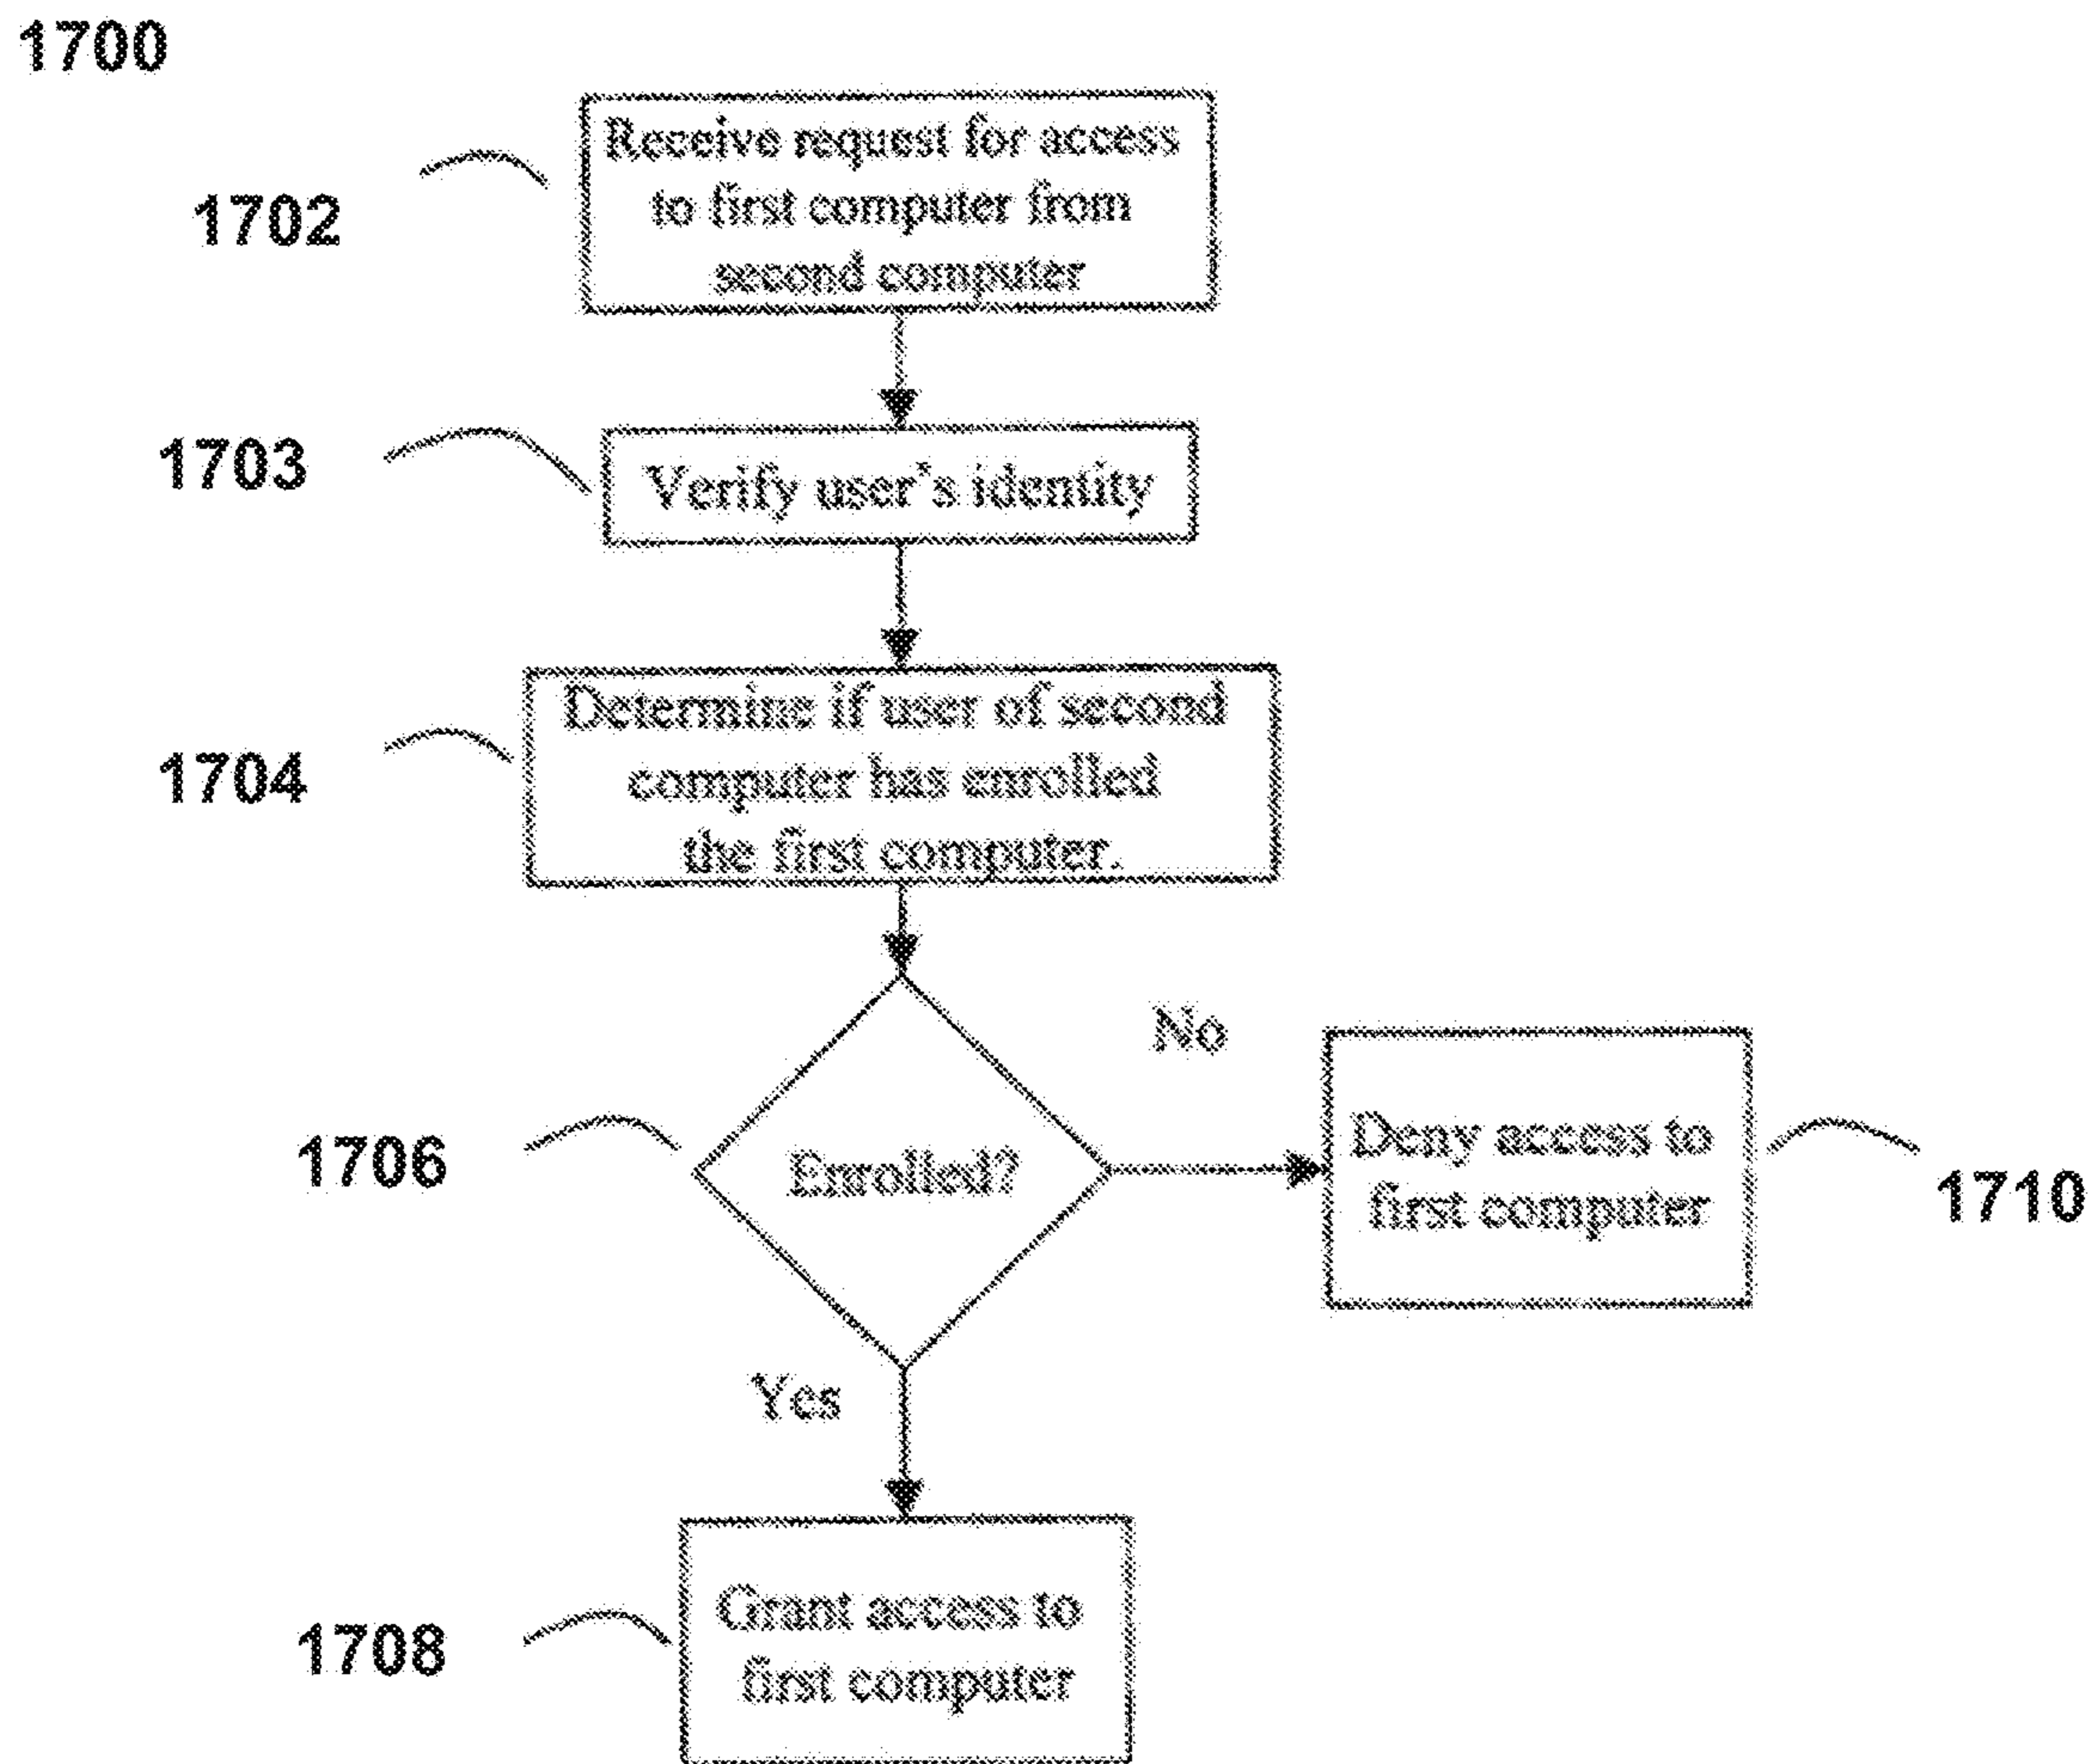 1700
Receive request for access
to first computer from
second computer
1702
Verify user's identity
1703
Determine if user of second
computer has enrolled
the first computer.
1704
No
Enrolled?
1706
Deny access to
first computer
1710
Yes
Grant access to
first computer
1708